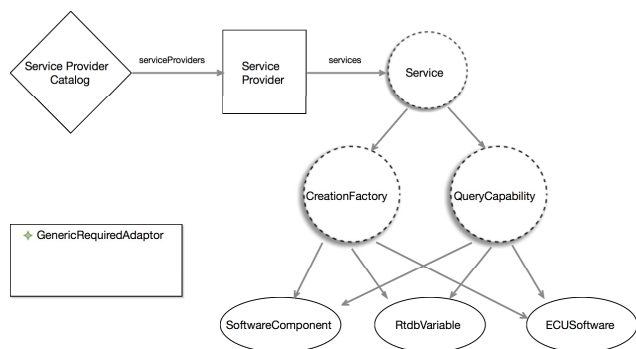 serviceProviders
services
Service Provider
Catalog
Service
Provider
Service
CreationFactory
QueryCapability
GenericRequiredAdaptor
SoftwareComponent
RtdbVariable
ECUSoftware